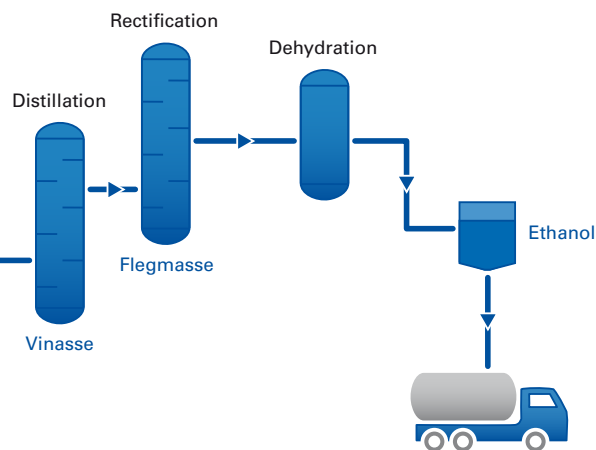 Rectification
Dehydration
Distillation
Ethanol
Flegmasse
Vinasse